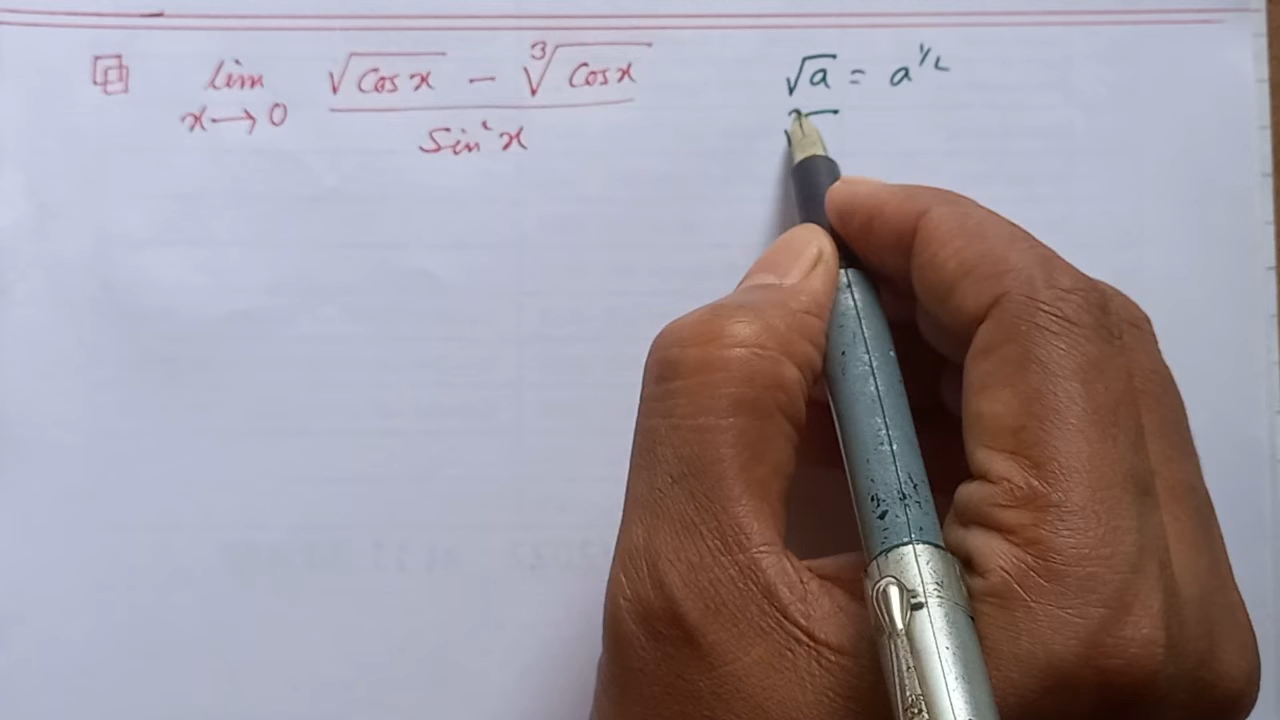 lim x→0 (√Cos x − ∛Cos x) / Sin²x
√a = a^1/2